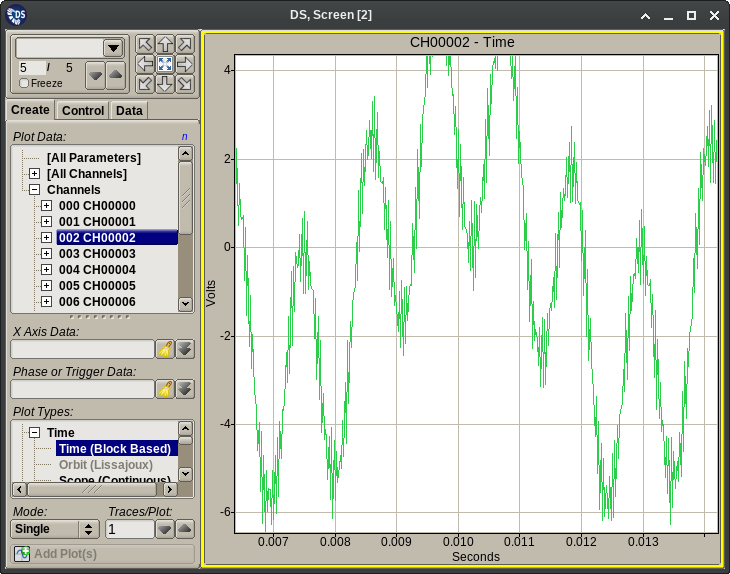 DS, Screen [2]
5 / 5
Freeze
Create Control Data
Plot Data: n
[All Parameters]
[All Channels]
Channels
000 CH00000
001 CH00001
002 CH00002
003 CH00003
004 CH00004
005 CH00005
006 CH00006
X Axis Data:
Phase or Trigger Data:
Plot Types:
Time
Time (Block Based)
Orbit (Lissajoux)
Scope (Continuous)
Mode: Traces/Plot:
Single 1
Add Plot(s)
CH00002 - Time
4
2
0
-2
-4
-6
Volts
0.007 0.008 0.009 0.010 0.011 0.012 0.013
Seconds